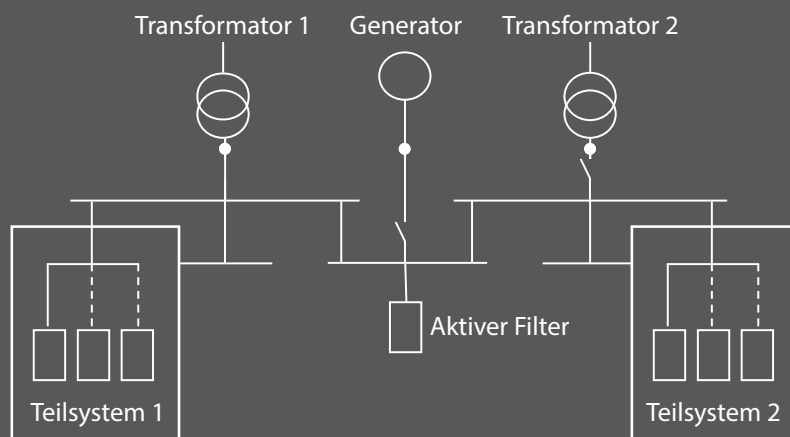 Transformator 1
Generator
Transformator 2
Aktiver Filter
Teilsystem 1
Teilsystem 2